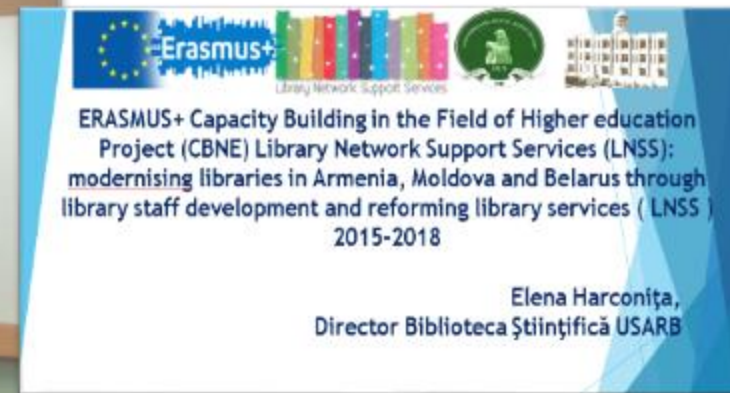 Erasmus+
Library Network Support Services
ERASMUS+ Capacity Building in the Field of Higher education
Project (CBNE) Library Network Support Services (LNSS):
modernising libraries in Armenia, Moldova and Belarus through
library staff development and reforming library services ( LNSS )
2015-2018
Elena Harconița,
Director Biblioteca Științifică USARB